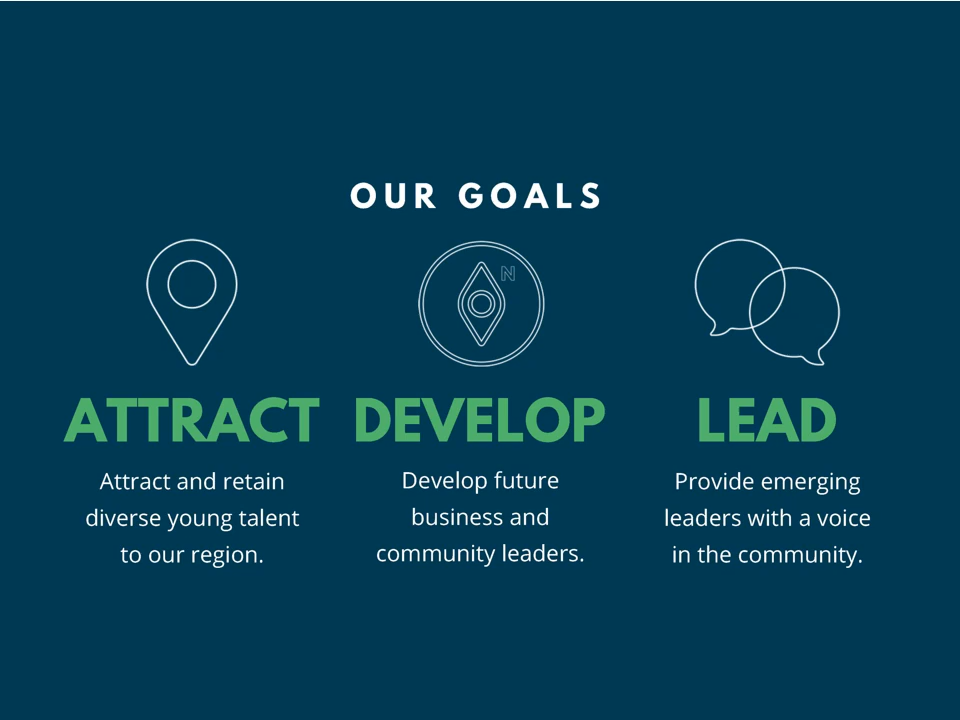 OUR GOALS
N
ATTRACT
Attract and retain
diverse young talent
to our region.
DEVELOP
Develop future
business and
community leaders.
LEAD
Provide emerging
leaders with a voice
in the community.